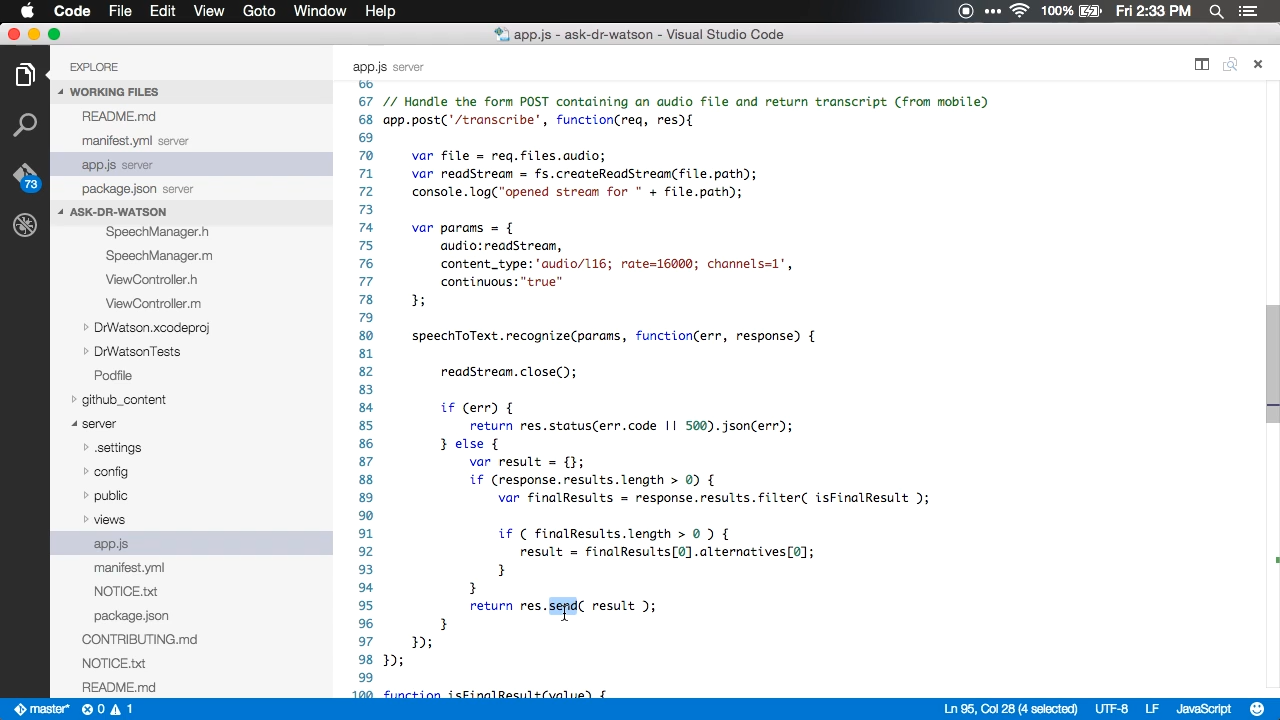 Code File Edit View Goto Window Help 100% Fri 2:33 PM
app.js - ask-dr-watson - Visual Studio Code
EXPLORE
WORKING FILES
README.md
manifest.yml server
app.js server
package.json server
ASK-DR-WATSON
SpeechManager.h
SpeechManager.m
ViewController.h
ViewController.m
DrWatson.xcodeproj
DrWatsonTests
Podfile
github_content
server
.settings
config
public
views
app.js
manifest.yml
NOTICE.txt
package.json
CONTRIBUTING.md
NOTICE.txt
README.md
73
app.js server
66
67 // Handle the form POST containing an audio file and return transcript (from mobile)
68 app.post('/transcribe', function(req, res){
69
70 var file = req.files.audio;
71 var readStream = fs.createReadStream(file.path);
72 console.log("opened stream for " + file.path);
73
74 var params = {
75 audio:readStream,
76 content_type:'audio/l16; rate=16000; channels=1',
77 continuous:"true"
78 };
79
80 speechToText.recognize(params, function(err, response) {
81
82 readStream.close();
83
84 if (err) {
85 return res.status(err.code || 500).json(err);
86 } else {
87 var result = {};
88 if (response.results.length > 0) {
89 var finalResults = response.results.filter( isFinalResult );
90
91 if ( finalResults.length > 0 ) {
92 result = finalResults[0].alternatives[0];
93 }
94 }
95 return res.send( result );
96 }
97 });
98 });
99
100 function isFinalResult(value) {
master* 0 1 Ln 95, Col 28 (4 selected) UTF-8 LF JavaScript